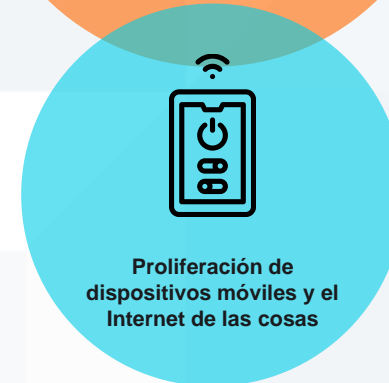 Proliferación de
dispositivos móviles y el
Internet de las cosas